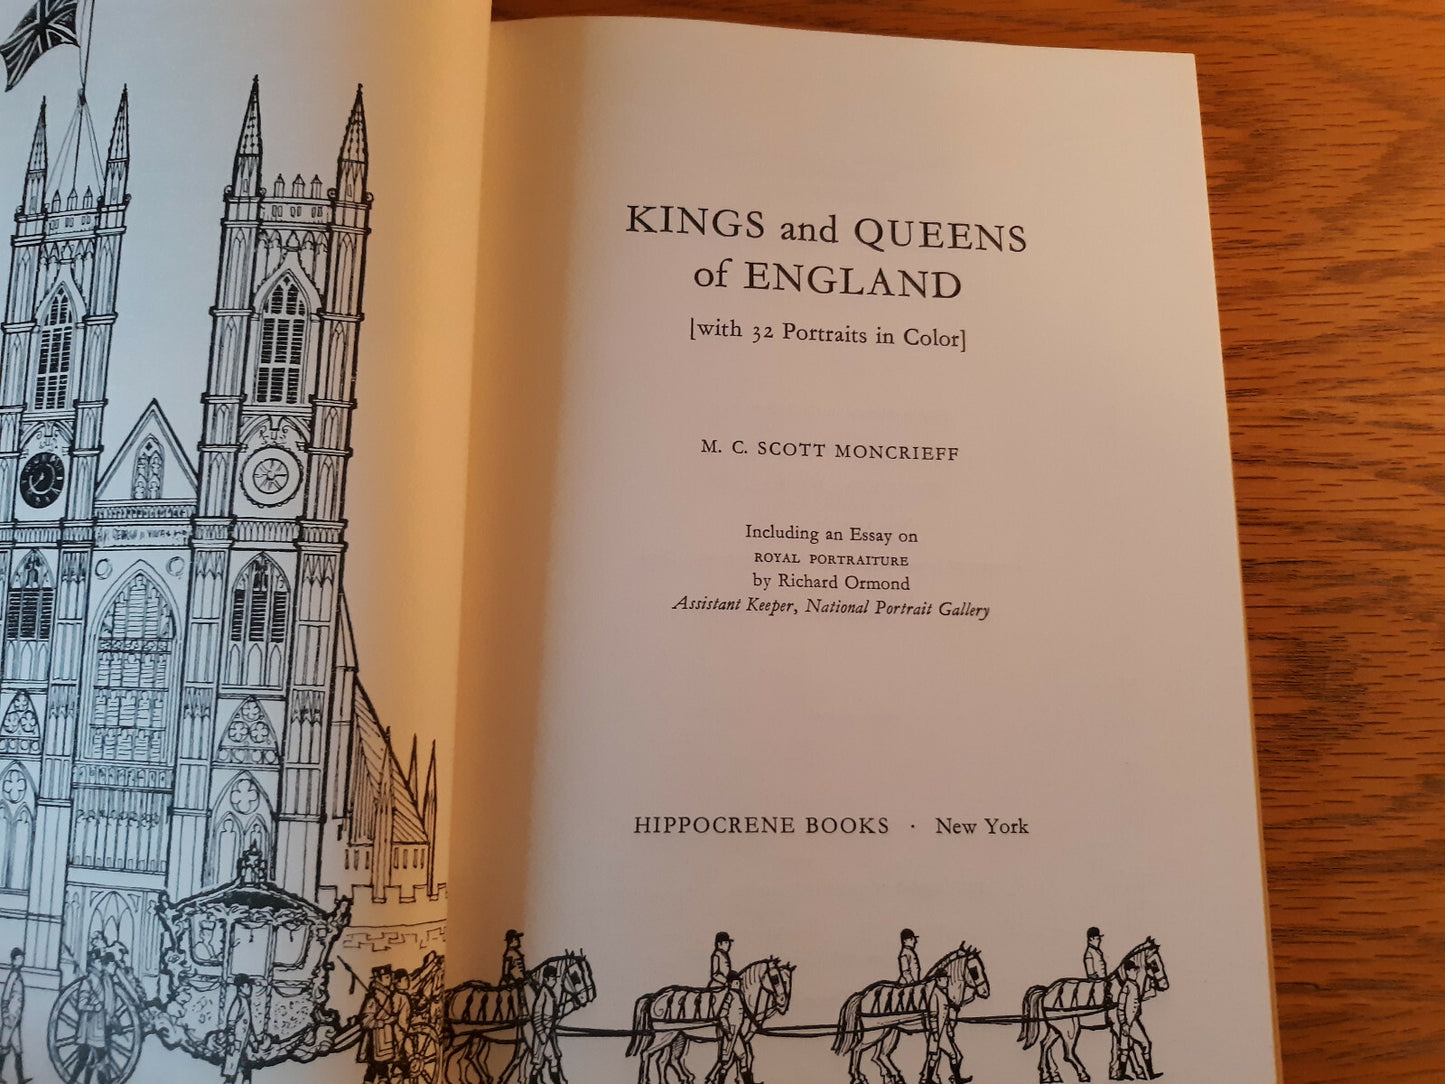 KINGS and QUEENS
of ENGLAND
[with 32 Portraits in Color]
M. C. SCOTT MONCRIEFF
Including an Essay on
ROYAL PORTRAITURE
by Richard Ormond
Assistant Keeper, National Portrait Gallery
HIPPOCRENE BOOKS · New York